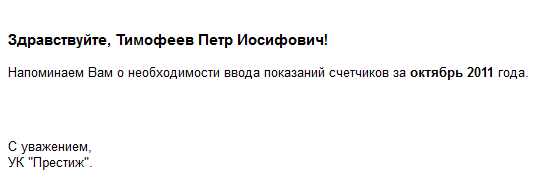 Здравствуйте, Тимофеев Петр Иосифович!
Напоминаем Вам о необходимости ввода показаний счетчиков за октябрь 2011 года.
С уважением,
УК "Престиж".